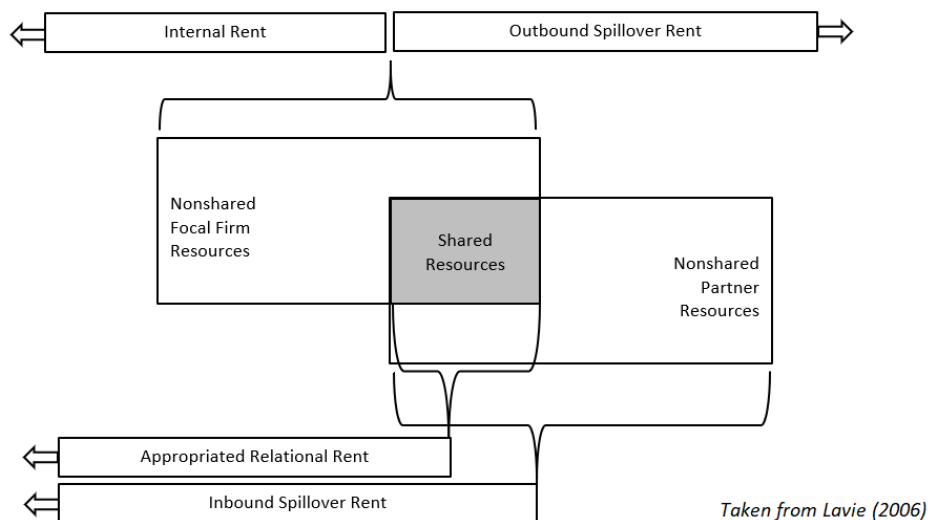 Internal Rent
Outbound Spillover Rent
Nonshared
Focal Firm
Resources
Shared
Resources
Nonshared
Partner
Resources
Appropriated Relational Rent
Inbound Spillover Rent
Taken from Lavie (2006)